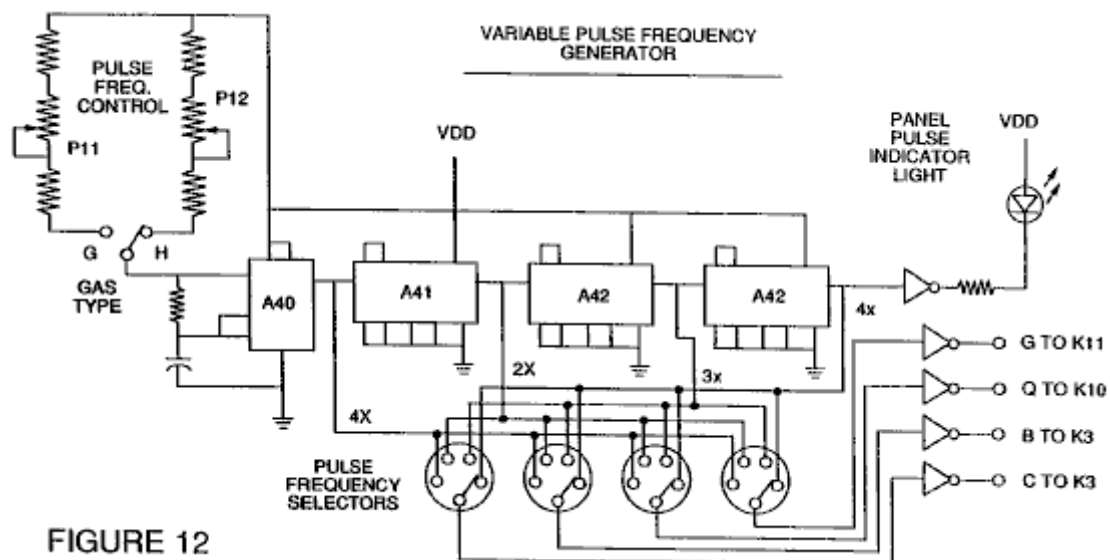 VARIABLE PULSE FREQUENCY
GENERATOR
PULSE
FREQ.
CONTROL
P12
P11
VDD
PANEL
PULSE
INDICATOR
LIGHT
VDD
G
H
GAS
TYPE
A40
A41
A42
A42
4x
G TO K11
2X
3x
Q TO K10
4X
B TO K3
PULSE
FREQUENCY
SELECTORS
C TO K3
FIGURE 12